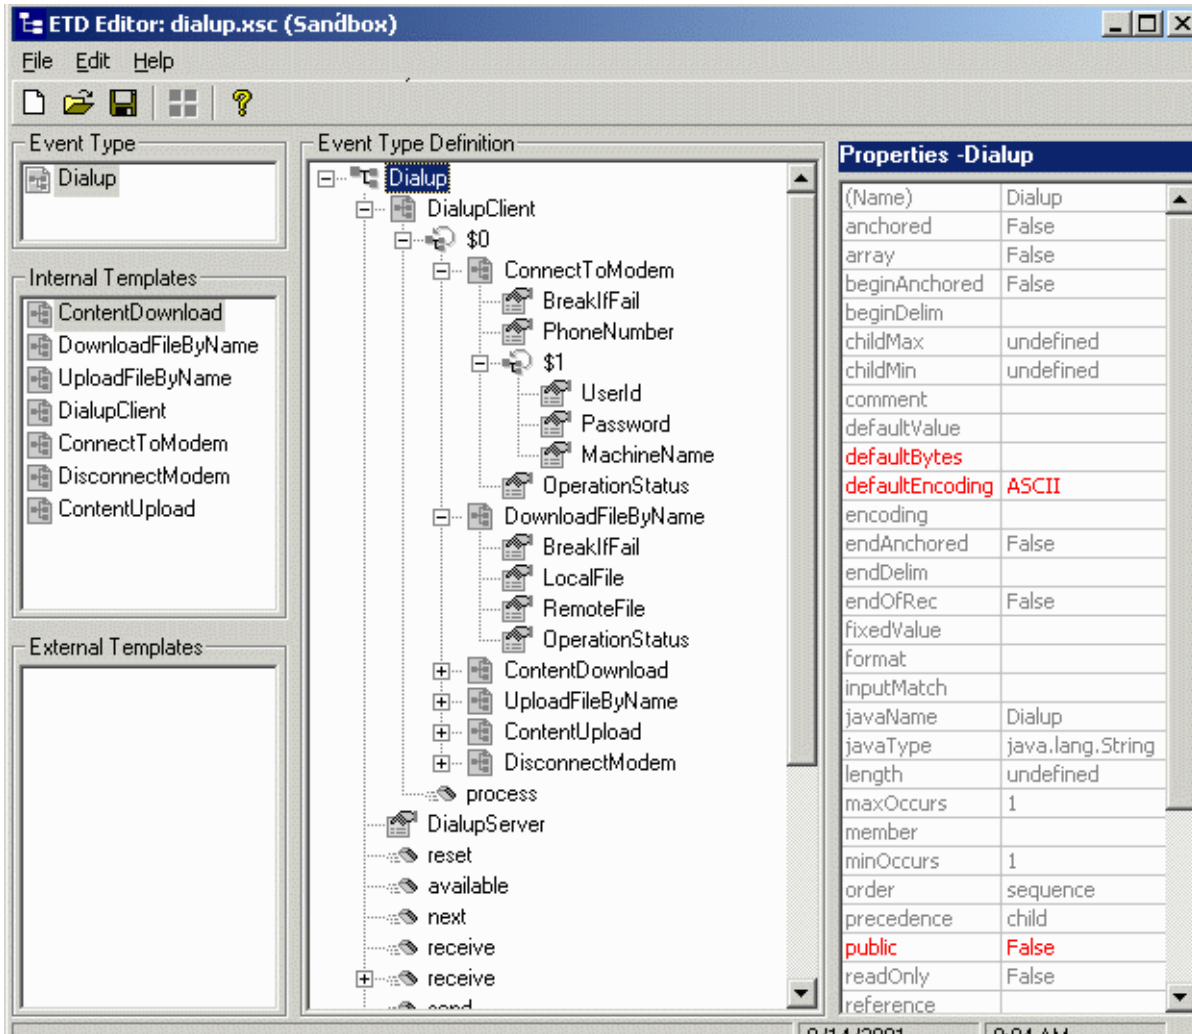 ETD Editor: dialup.xsc (Sandbox)
File Edit Help
Event Type
Dialup
Internal Templates
ContentDownload
DownloadFileByName
UploadFileByName
DialupClient
ConnectToModem
DisconnectModem
ContentUpload
External Templates
Event Type Definition
Dialup
DialupClient
$0
ConnectToModem
BreakIfFail
PhoneNumber
$1
UserId
Password
MachineName
OperationStatus
DownloadFileByName
BreakIfFail
LocalFile
RemoteFile
OperationStatus
ContentDownload
UploadFileByName
ContentUpload
DisconnectModem
process
DialupServer
reset
available
next
receive
receive
send
Properties -Dialup
(Name) Dialup
anchored False
array False
beginAnchored False
beginDelim
childMax undefined
childMin undefined
comment
defaultValue
defaultBytes
defaultEncoding ASCII
encoding
endAnchored False
endDelim
endOfRec False
fixedValue
format
inputMatch
javaName Dialup
javaType java.lang.String
length undefined
maxOccurs 1
member
minOccurs 1
order sequence
precedence child
public False
readOnly False
reference